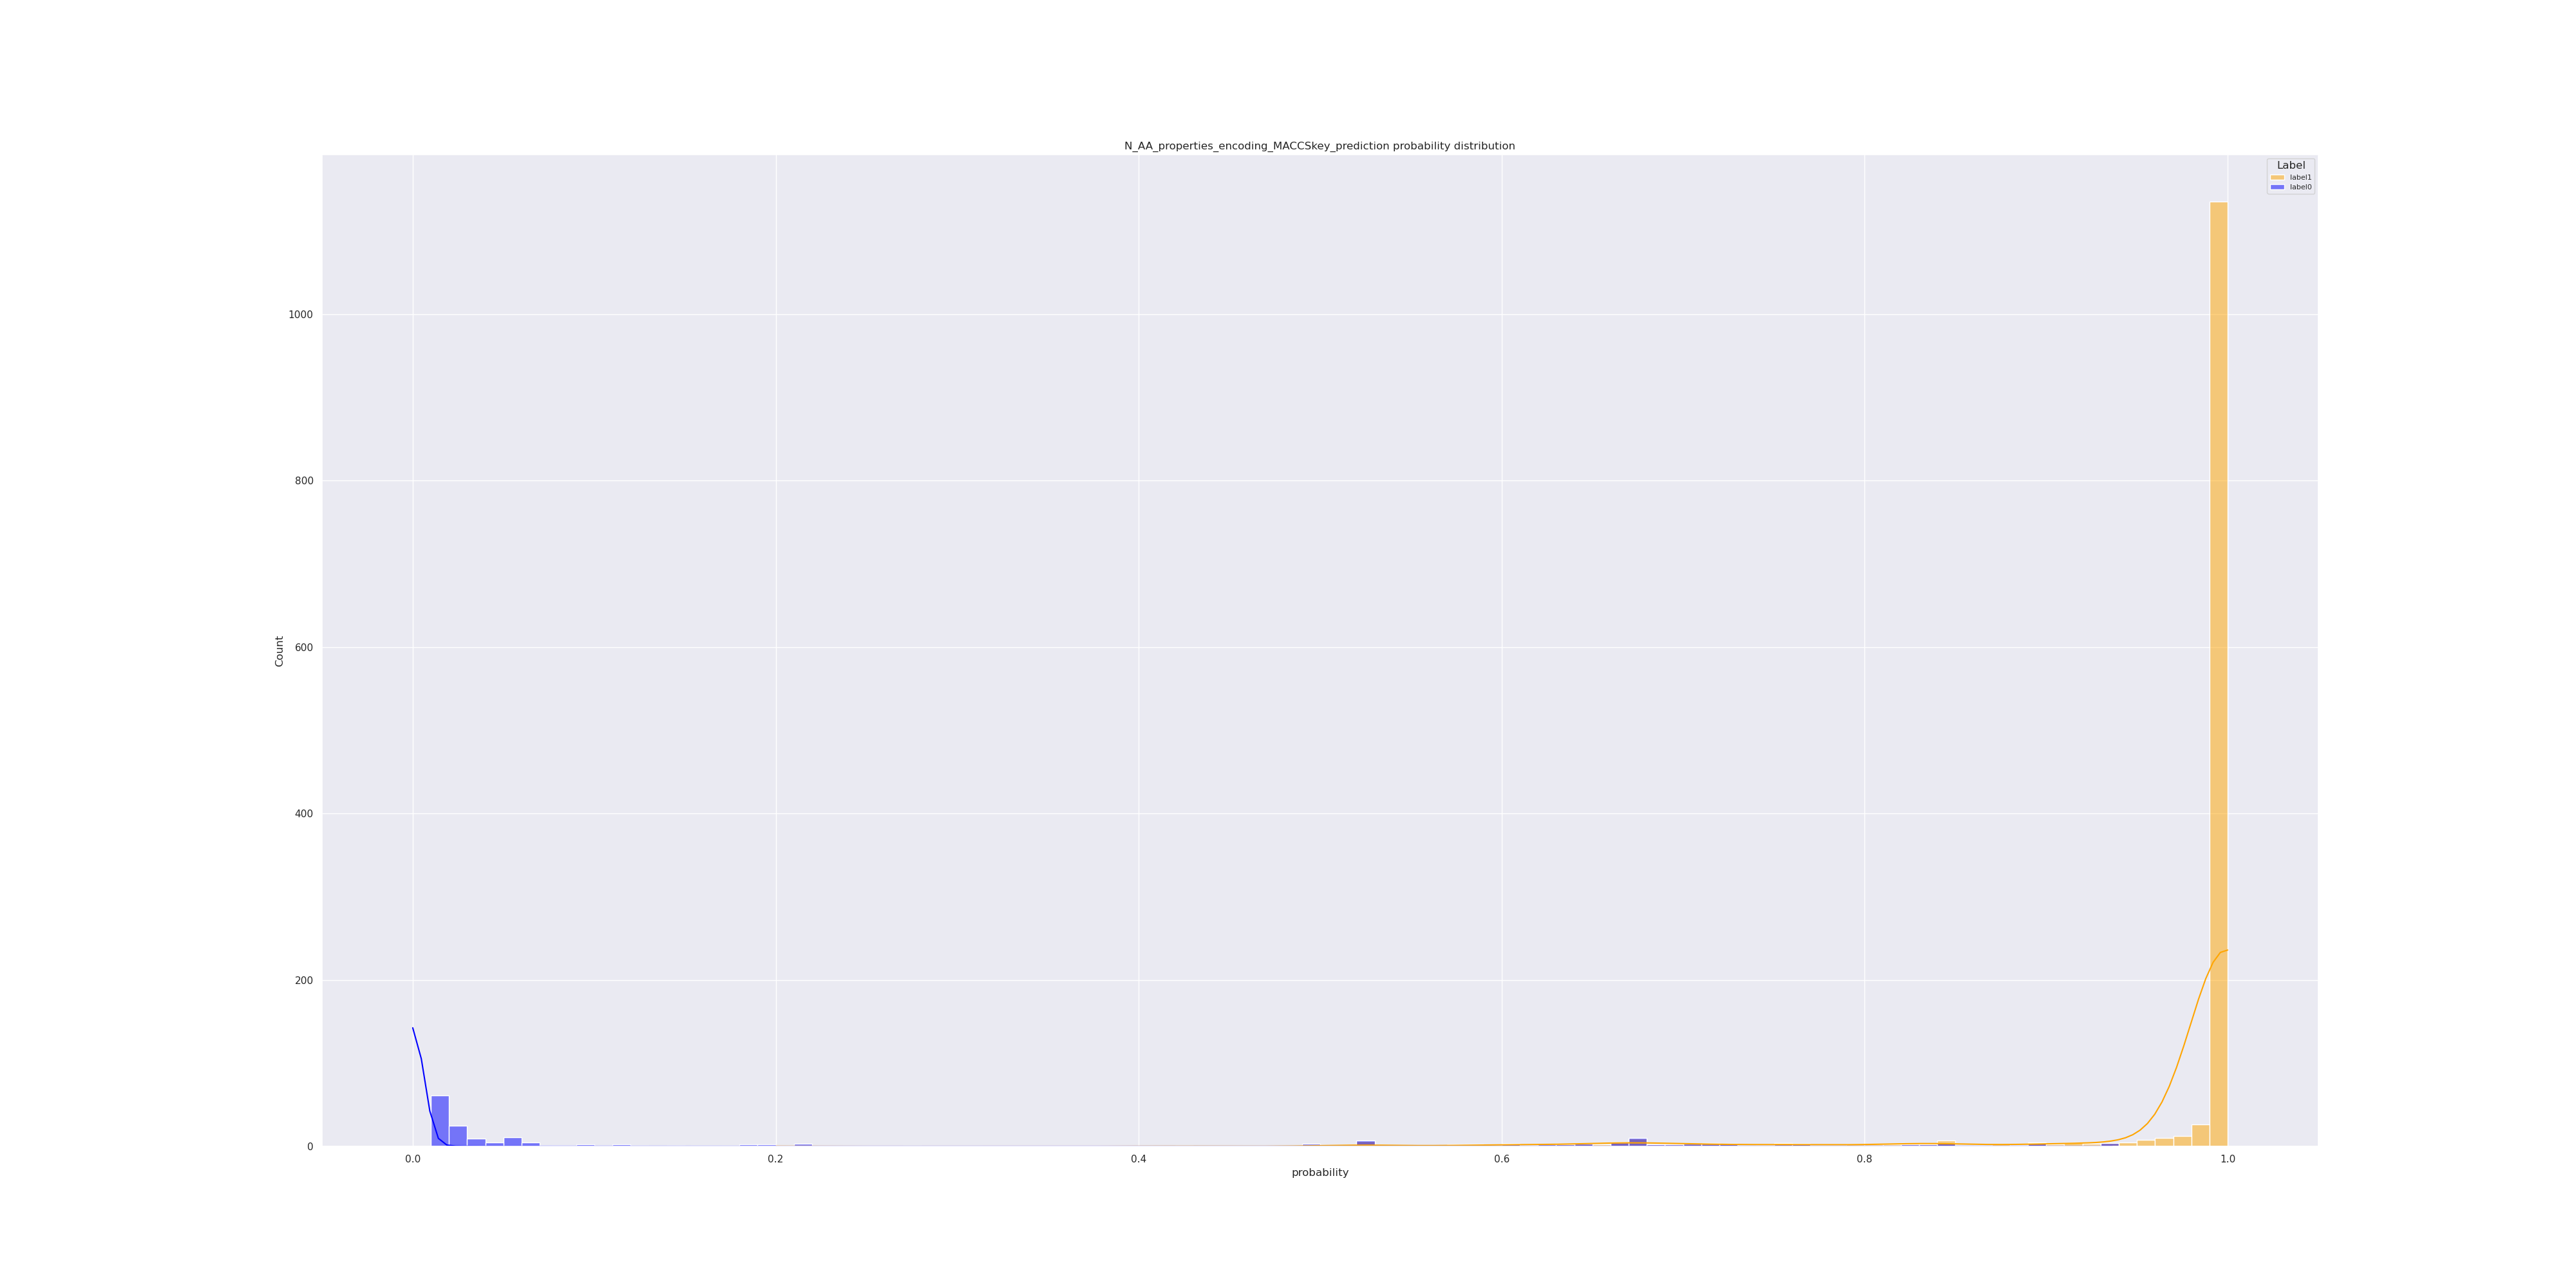 N_AA_properties_encoding_MACCSkey_prediction probability distribution
Label
label1
label0
1000
800
600
400
200
0
Count
0.0 0.2 0.4 0.6 0.8 1.0
probability